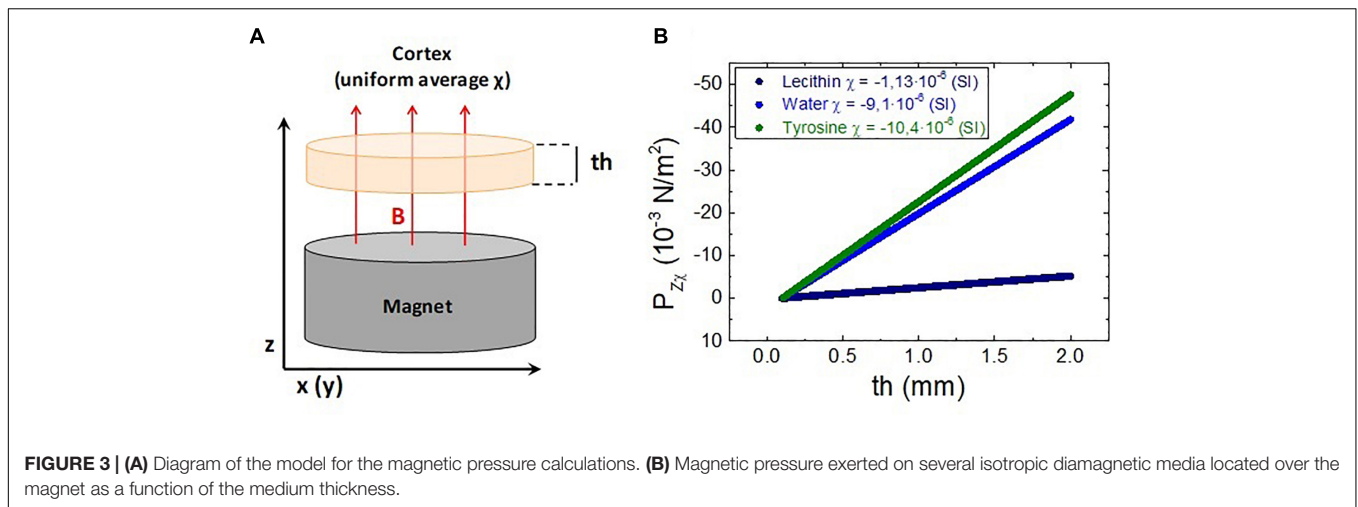 A
Cortex
(uniform average χ)
th
B
Magnet
z
x (y)
B
Lecithin χ = -1,13·10⁻⁶ (SI)
Water χ = -9,1·10⁻⁶ (SI)
Tyrosine χ = -10,4·10⁻⁶ (SI)
P_Zχ (10⁻³ N/m²)
-50
-40
-30
-20
-10
0
10
0.0 0.5 1.0 1.5 2.0
th (mm)
FIGURE 3 | (A) Diagram of the model for the magnetic pressure calculations. (B) Magnetic pressure exerted on several isotropic diamagnetic media located over the
magnet as a function of the medium thickness.